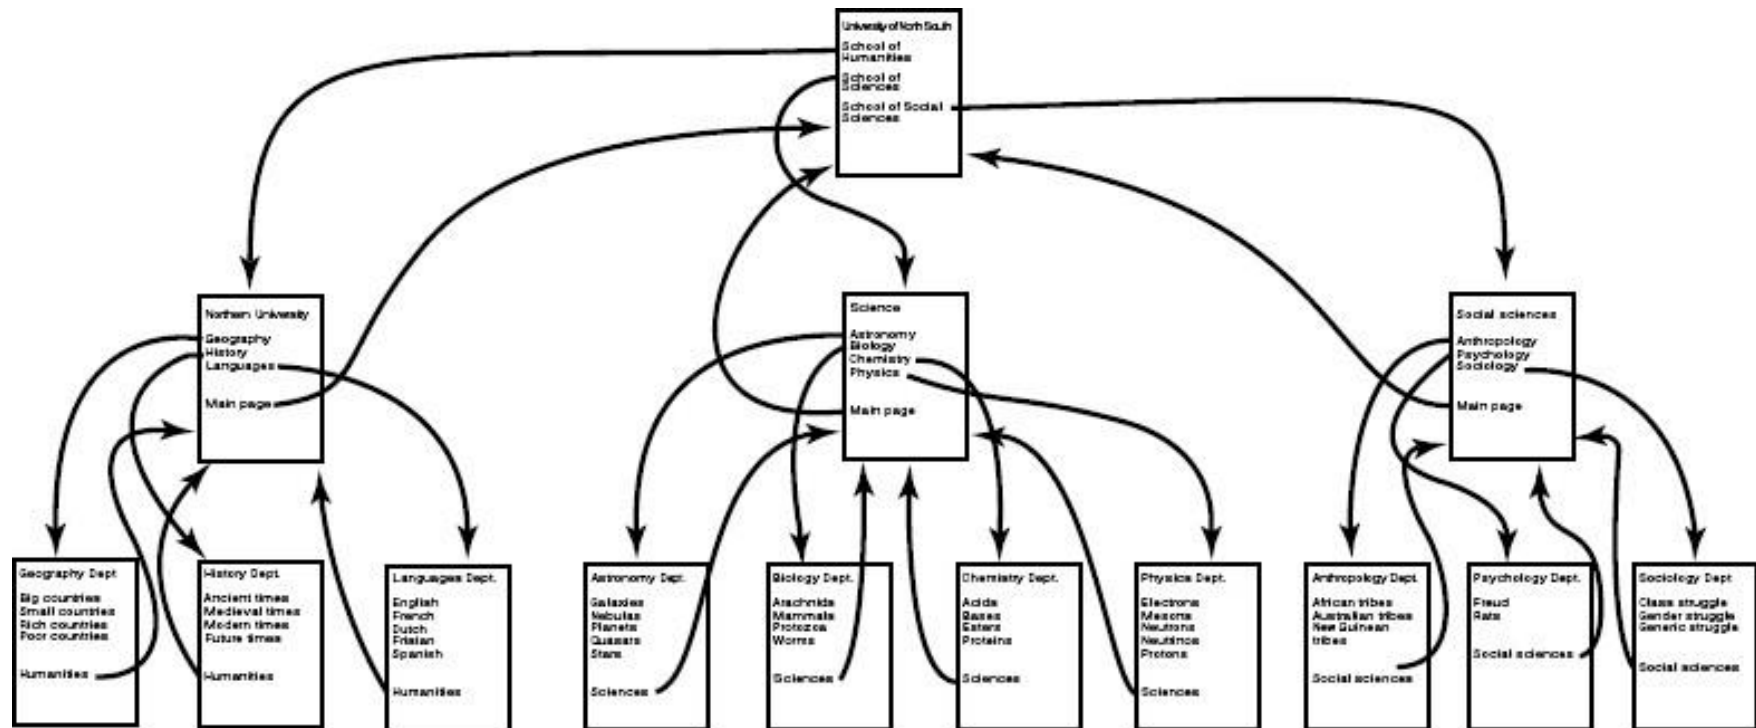 University of North South
School of
Humanities
School of
Sciences
School of Social
Sciences
Northern University
Geography
History
Languages
Main page
Science
Astronomy
Biology
Chemistry
Physics
Main page
Social sciences
Anthropology
Psychology
Sociology
Main page
Geography Dept
Big countries
Small countries
Rich countries
Poor countries
Humanities
History Dept.
Ancient times
Medieval times
Modern times
Future times
Humanities
Languages Dept.
English
French
Dutch
Frisian
Spanish
Humanities
Astronomy Dept.
Galaxies
Nebulas
Planets
Quasars
Stars
Sciences
Biology Dept.
Arachnids
Mammals
Protozoa
Worms
Sciences
Chemistry Dept.
Acids
Bases
Esters
Proteins
Sciences
Physics Dept.
Electrons
Mesons
Neutrons
Neutrinos
Protons
Sciences
Anthropology Dept.
African tribes
Australian tribes
New Guinean
tribes
Social sciences
Psychology Dept.
Freud
Rats
Social sciences
Sociology Dept
Class struggle
Gender struggle
Generic struggle
Social sciences